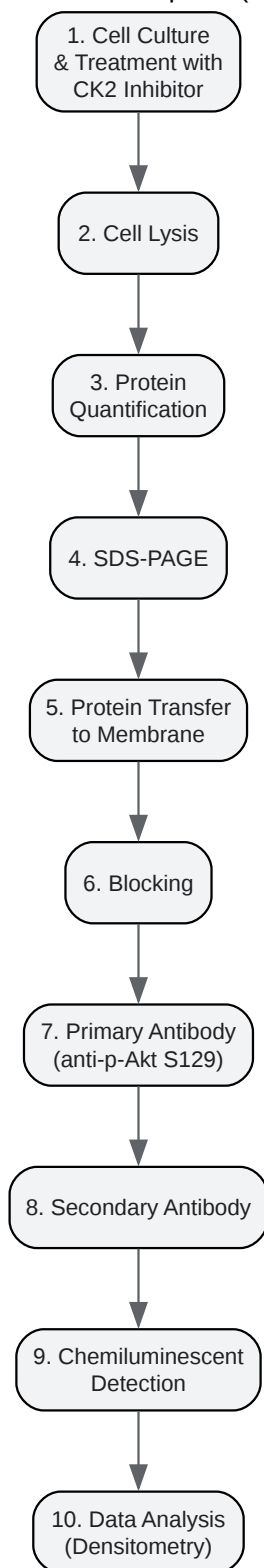 1. Cell Culture
& Treatment with
CK2 Inhibitor
2. Cell Lysis
3. Protein
Quantification
4. SDS-PAGE
5. Protein Transfer
to Membrane
6. Blocking
7. Primary Antibody
(anti-p-Akt S129)
8. Secondary Antibody
9. Chemiluminescent
Detection
10. Data Analysis
(Densitometry)